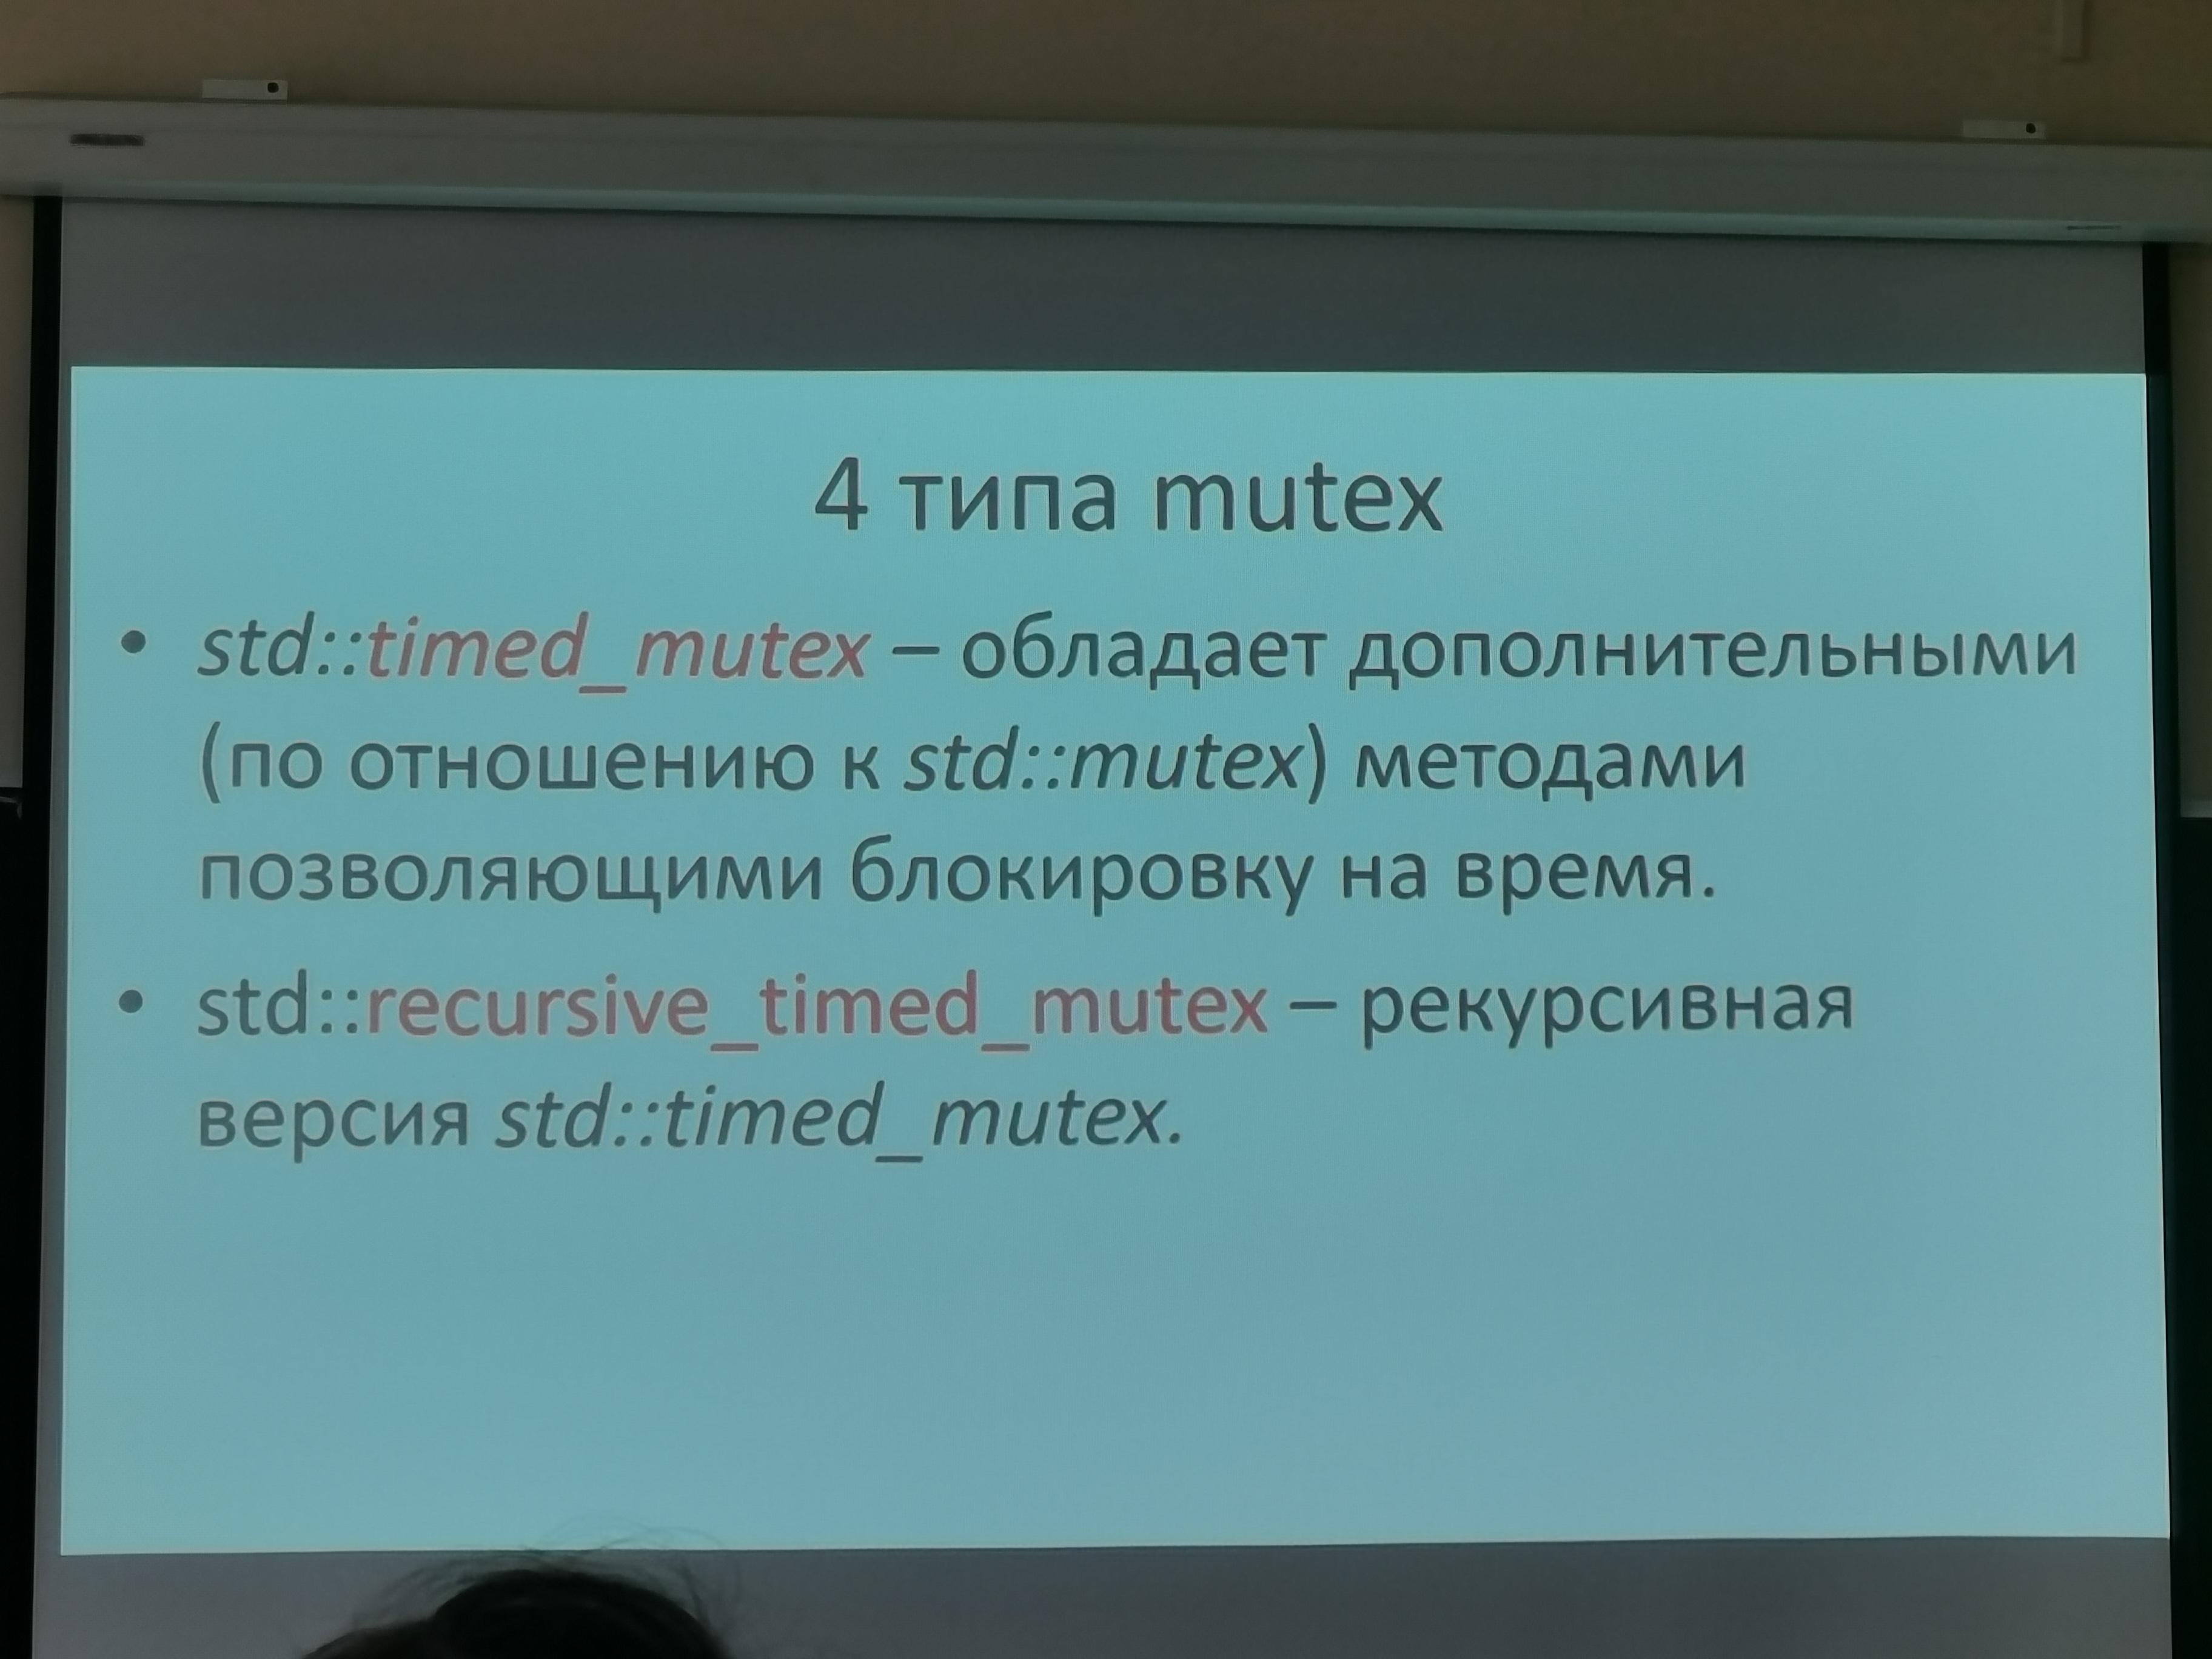 4 типа mutex
• std::timed_mutex – обладает дополнительными
(по отношению к std::mutex) методами
позволяющими блокировку на время.
• std::recursive_timed_mutex – рекурсивная
версия std::timed_mutex.